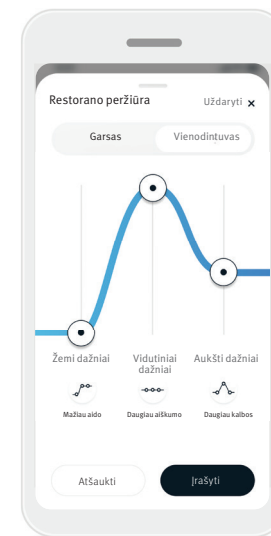 Restorano peržiūra
Uždaryti ×
Garsas
Vienodintuvas
Žemi dažniai
Vidutiniai
dažniai
Aukšti dažniai
Mažiau aido
Daugiau aiškumo
Daugiau kalbos
Atšaukti
Įrašyti